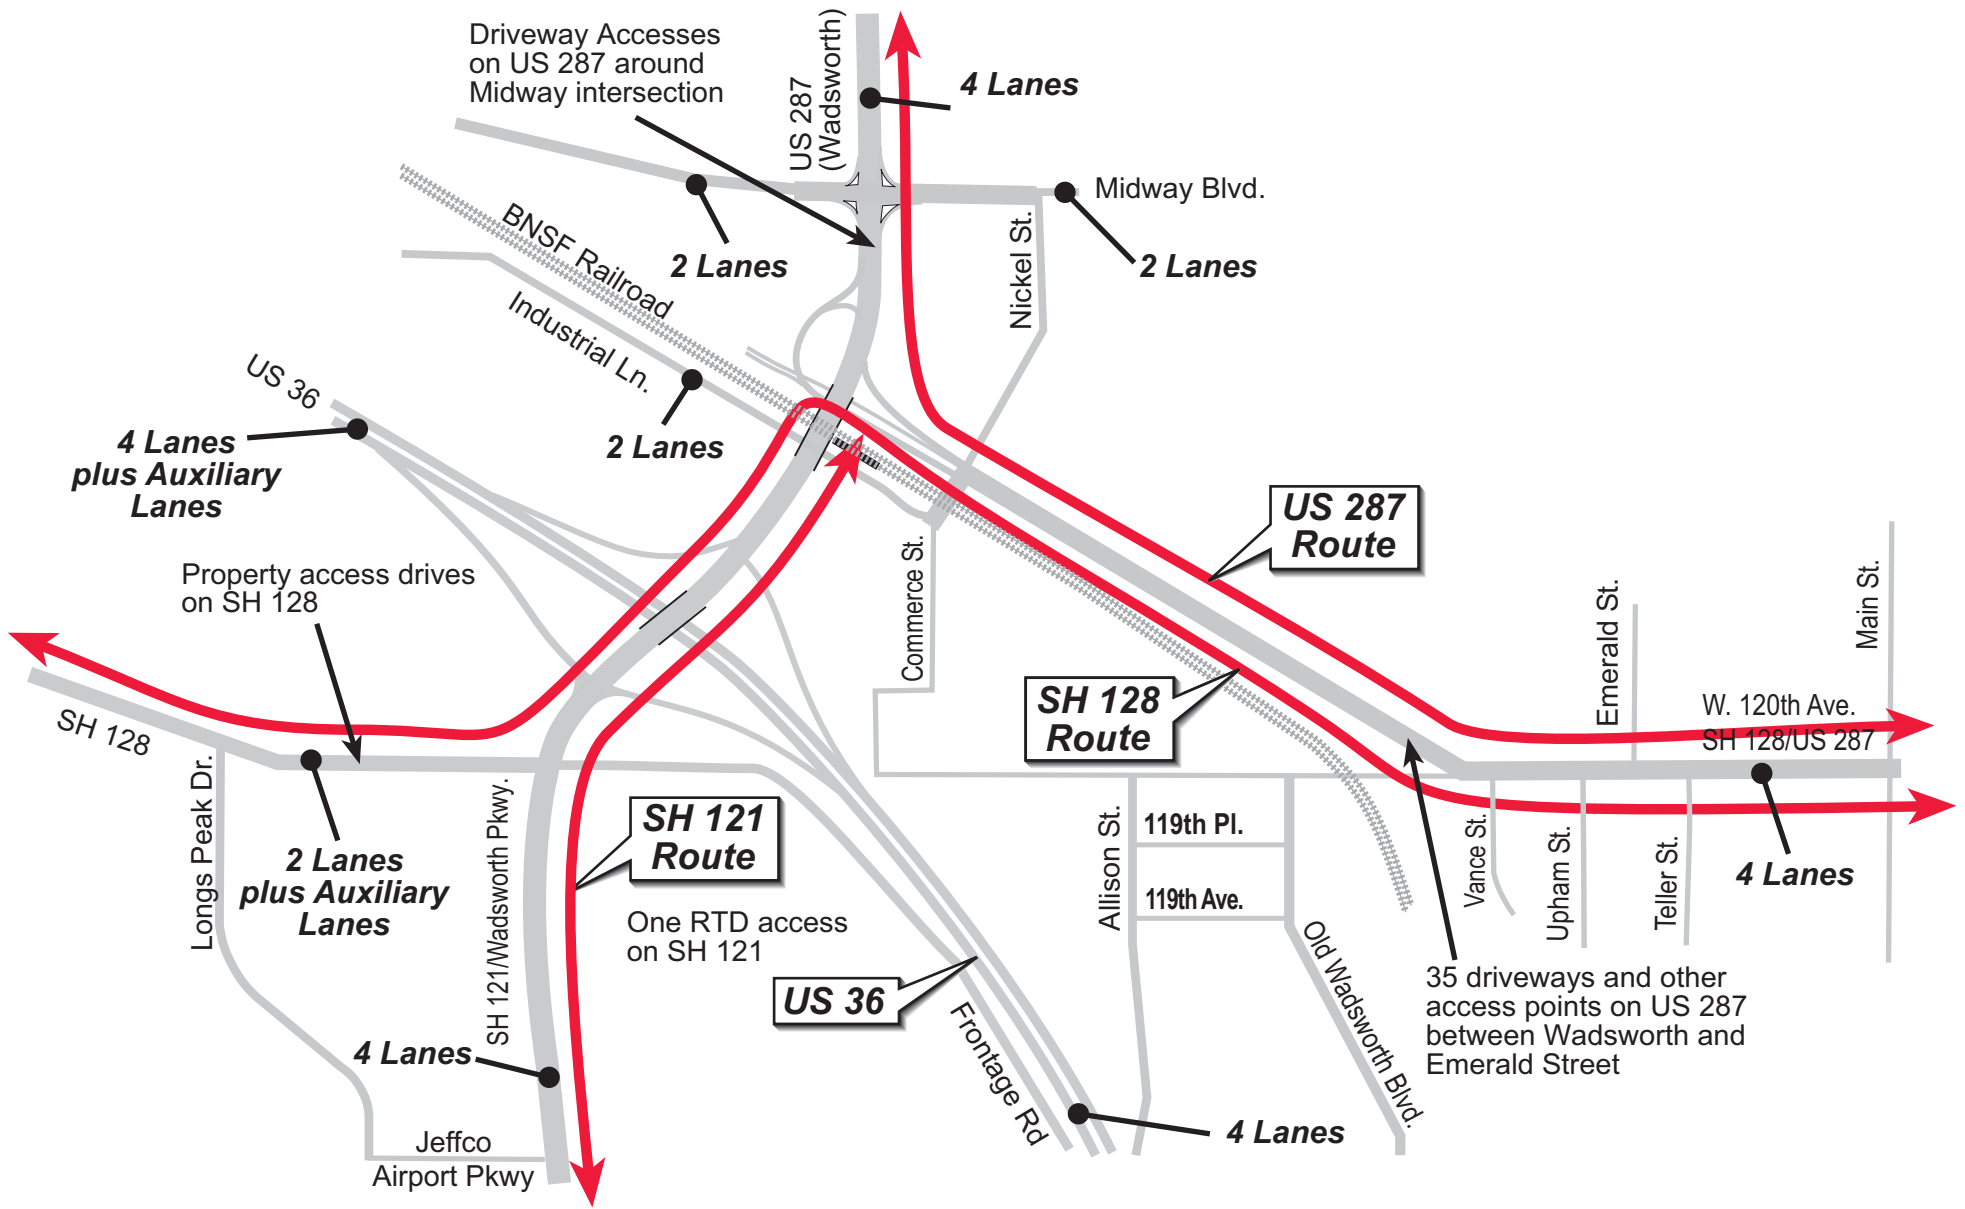 Driveway Accesses
on US 287 around
Midway intersection
US 287
(Wadsworth)
4 Lanes
Midway Blvd.
2 Lanes
2 Lanes
Nickel St.
BNSF Railroad
Industrial Ln.
2 Lanes
US 36
4 Lanes
plus Auxiliary
Lanes
US 287
Route
Property access drives
on SH 128
Commerce St.
Emerald St.
Main St.
SH 128
Route
W. 120th Ave.
SH 128/US 287
SH 128
Longs Peak Dr.
SH 121/Wadsworth Pkwy.
SH 121
Route
2 Lanes
plus Auxiliary
Lanes
Allison St.
119th Pl.
119th Ave.
Vance St.
Upham St.
Teller St.
4 Lanes
One RTD access
on SH 121
US 36
Old Wadsworth Blvd.
35 driveways and other
access points on US 287
between Wadsworth and
Emerald Street
Frontage Rd
4 Lanes
4 Lanes
Jeffco
Airport Pkwy